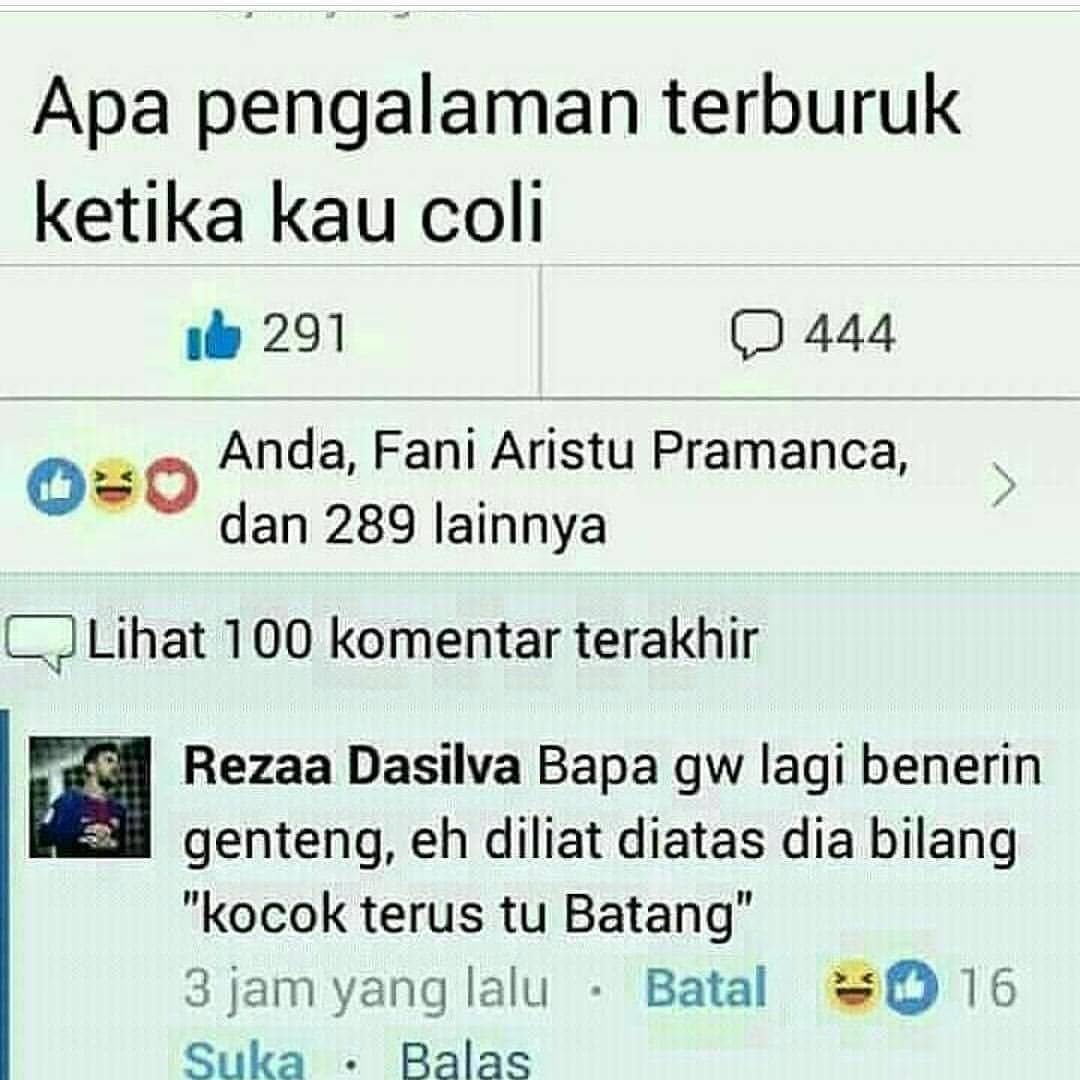 Apa pengalaman terburuk
ketika kau coli
291
444
Anda, Fani Aristu Pramanca,
dan 289 lainnya
Lihat 100 komentar terakhir
Rezaa Dasilva Bapa gw lagi benerin
genteng, eh diliat diatas dia bilang
"kocok terus tu Batang"
3 jam yang lalu · Batal 16
Suka · Balas